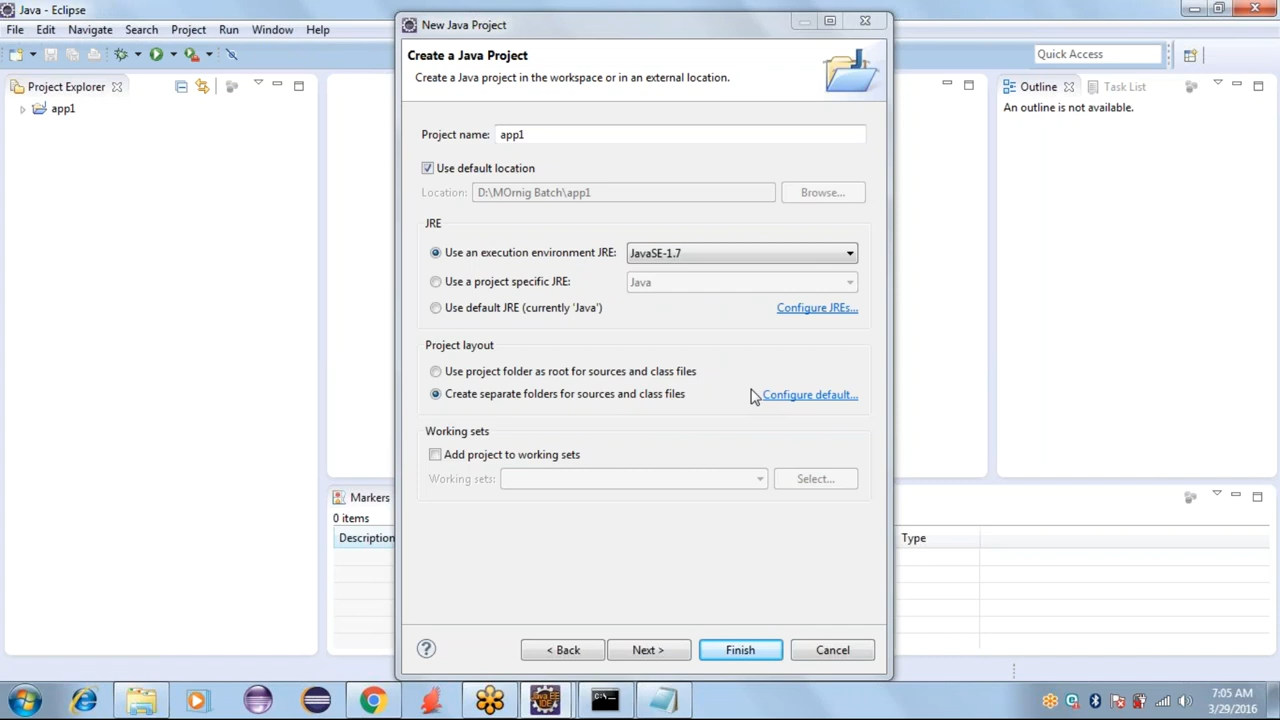 Java - Eclipse
File Edit Navigate Search Project Run Window Help
Quick Access
Project Explorer
app1
New Java Project
Create a Java Project
Create a Java project in the workspace or in an external location.
Project name: app1
Use default location
Location: D:\MOrnig Batch\app1 Browse...
JRE
Use an execution environment JRE: JavaSE-1.7
Use a project specific JRE: Java
Use default JRE (currently 'Java') Configure JREs...
Project layout
Use project folder as root for sources and class files
Create separate folders for sources and class files Configure default...
Working sets
Add project to working sets
Working sets: Select...
< Back Next > Finish Cancel
Outline Task List
An outline is not available.
Markers
0 items
Description Type
Java EE
IDE
7:05 AM
3/29/2016